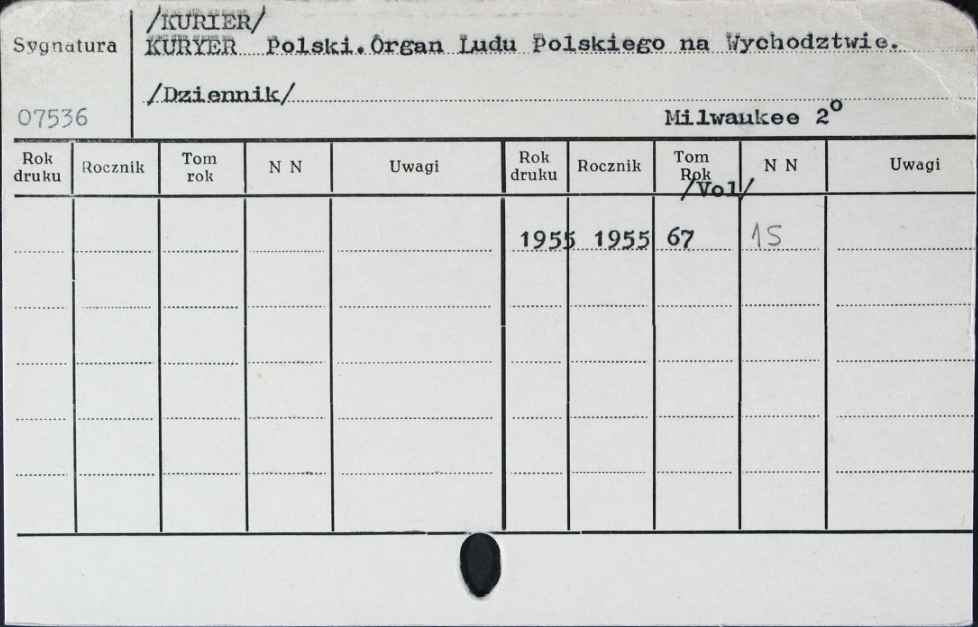 /KURIER/
Sygnatura KURYER Polski.Organ Ludu Polskiego na Wychodztwie.
/Dziennik/
07536 Milwaukee 2º
Rok druku Rocznik Tom rok N N Uwagi Rok druku Rocznik Tom Rok N N Uwagi
/Vol/
1955 1955 67 15